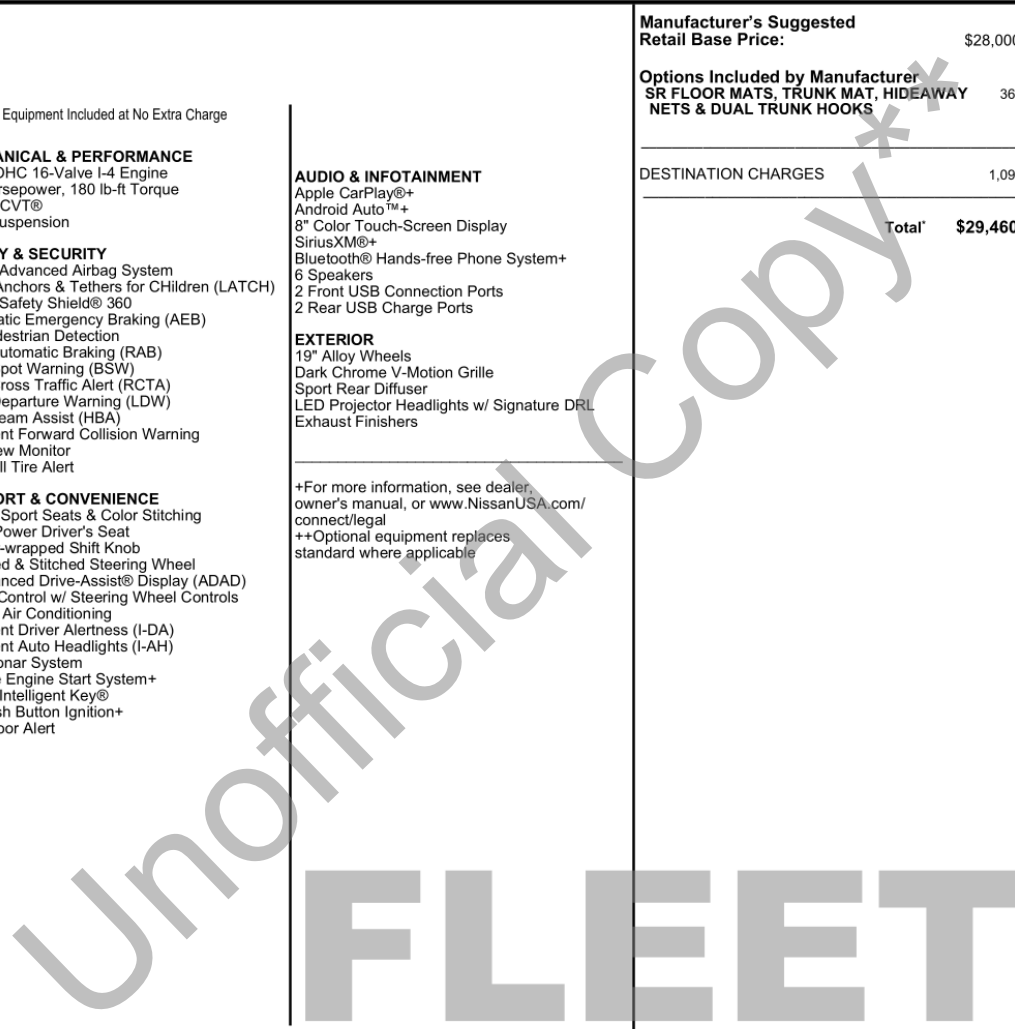 Equipment Included at No Extra Charge
ANICAL & PERFORMANCE
OHC 16-Valve I-4 Engine
rsepower, 180 lb-ft Torque
CVT®
uspension
Y & SECURITY
Advanced Airbag System
Anchors & Tethers for CHildren (LATCH)
Safety Shield® 360
atic Emergency Braking (AEB)
destrian Detection
utomatic Braking (RAB)
pot Warning (BSW)
ross Traffic Alert (RCTA)
Departure Warning (LDW)
eam Assist (HBA)
nt Forward Collision Warning
ew Monitor
ll Tire Alert
ORT & CONVENIENCE
Sport Seats & Color Stitching
Power Driver's Seat
-wrapped Shift Knob
ed & Stitched Steering Wheel
nced Drive-Assist® Display (ADAD)
Control w/ Steering Wheel Controls
Air Conditioning
nt Driver Alertness (I-DA)
nt Auto Headlights (I-AH)
onar System
e Engine Start System+
Intelligent Key®
sh Button Ignition+
oor Alert
AUDIO & INFOTAINMENT
Apple CarPlay®+
Android Auto™+
8" Color Touch-Screen Display
SiriusXM®+
Bluetooth® Hands-free Phone System+
6 Speakers
2 Front USB Connection Ports
2 Rear USB Charge Ports
EXTERIOR
19" Alloy Wheels
Dark Chrome V-Motion Grille
Sport Rear Diffuser
LED Projector Headlights w/ Signature DRL
Exhaust Finishers
+For more information, see dealer,
owner's manual, or www.NissanUSA.com/
connect/legal
++Optional equipment replaces
standard where applicable
Manufacturer's Suggested
Retail Base Price: $28,000
Options Included by Manufacturer
SR FLOOR MATS, TRUNK MAT, HIDEAWAY 36
NETS & DUAL TRUNK HOOKS
DESTINATION CHARGES 1,09
Total* $29,460
Unofficial Copy**
FLEET